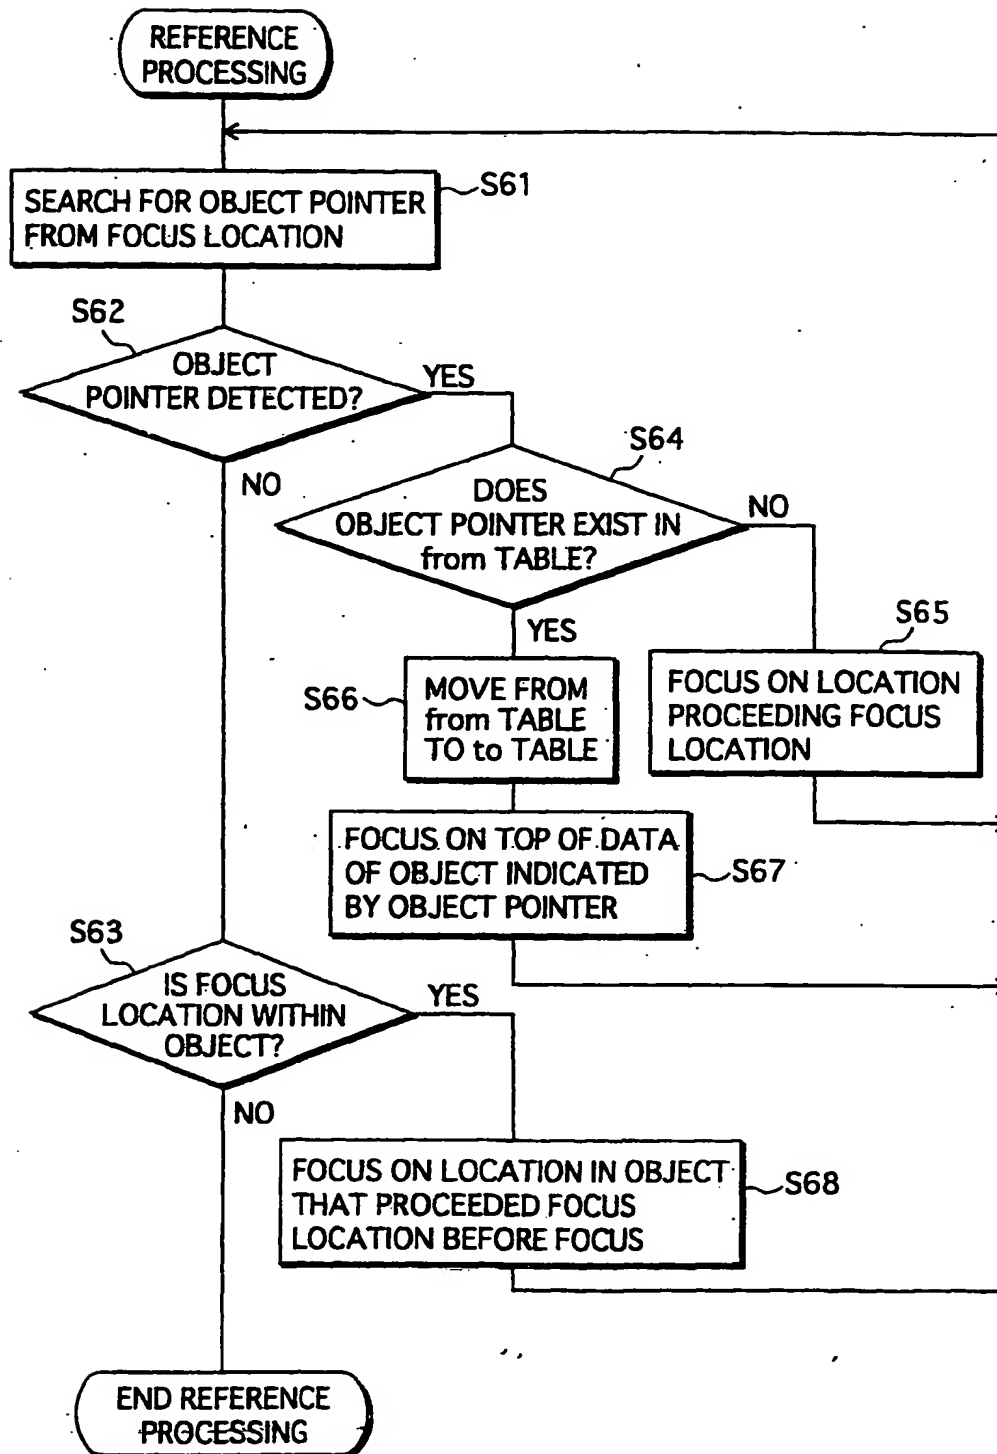 REFERENCE
PROCESSING
S61
SEARCH FOR OBJECT POINTER
FROM FOCUS LOCATION
S62
OBJECT
POINTER DETECTED?
YES
NO
S64
DOES
OBJECT POINTER EXIST IN
from TABLE?
NO
YES
S65
FOCUS ON LOCATION
PROCEEDING FOCUS
LOCATION
S66
MOVE FROM
from TABLE
TO to TABLE
FOCUS ON TOP OF DATA
OF OBJECT INDICATED
BY OBJECT POINTER
S67
S63
IS FOCUS
LOCATION WITHIN
OBJECT?
YES
NO
FOCUS ON LOCATION IN OBJECT
THAT PROCEEDED FOCUS
LOCATION BEFORE FOCUS
S68
END REFERENCE
PROCESSING